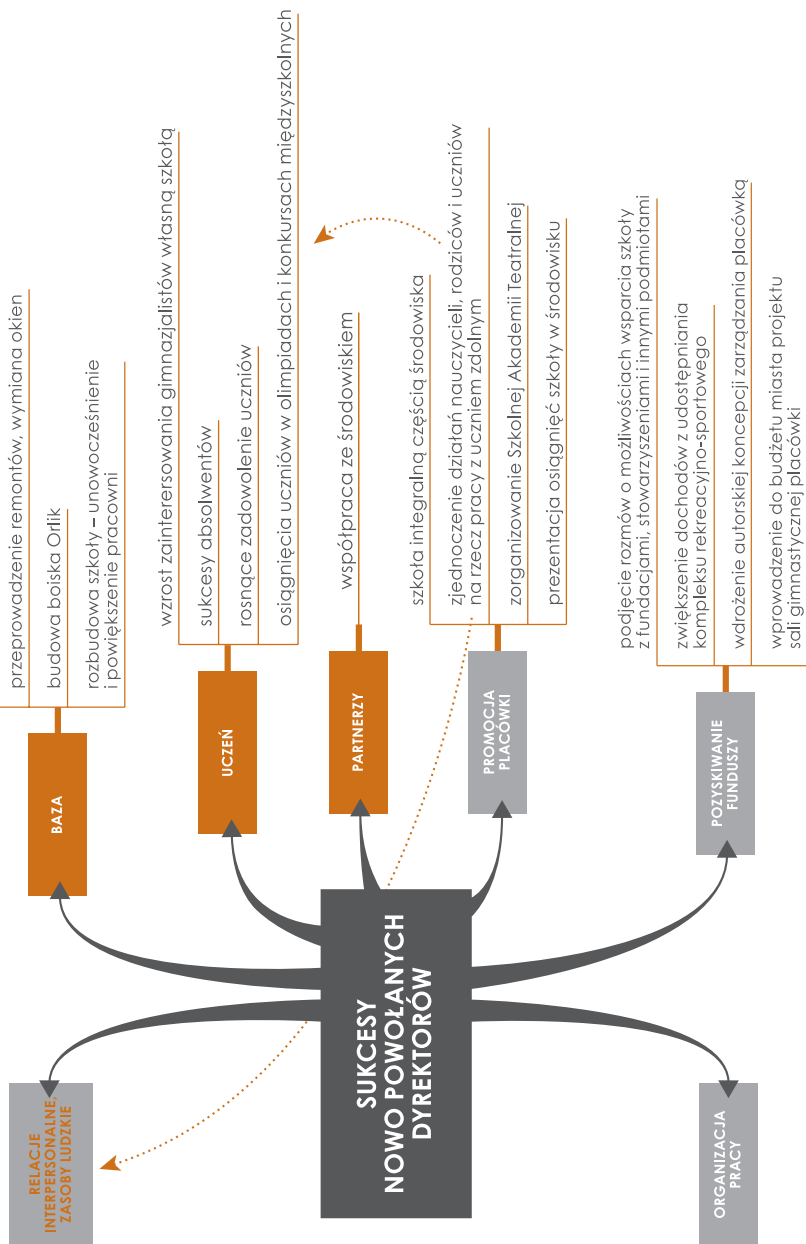 SUKCESY
NOWO POWOŁANYCH
DYREKTORÓW
RELACJE
INTERPERSONALNE,
ZASOBY LUDZKIE
BAZA
przeprowadzenie remontów, wymiana okien
budowa boiska Orlik
rozbudowa szkoły – unowocześnienie
i powiększenie pracowni
UCZEŃ
wzrost zainterersowania gimnazjalistów własną szkołą
sukcesy absolwentów
rosnące zadowolenie uczniów
osiągnięcia uczniów w olimpiadach i konkursach międzyszkolnych
PARTNERZY
współpraca ze środowiskiem
PROMOCJA
PLACÓWKI
szkoła integralną częścią środowiska
zjednoczenie działań nauczycieli, rodziców i uczniów
na rzecz pracy z uczniem zdolnym
zorganizowanie Szkolnej Akademii Teatralnej
prezentacja osiągnięć szkoły w środowisku
POZYSKIWANIE
FUNDUSZY
podjęcie rozmów o możliwościach wsparcia szkoły
z fundacjami, stowarzyszeniami i innymi podmiotami
zwiększenie dochodów z udostępniania
kompleksu rekreacyjno-sportowego
wdrożenie autorskiej koncepcji zarządzania placówką
wprowadzenie do budżetu miasta projektu
sali gimnastycznej placówki
ORGANIZACJA
PRACY